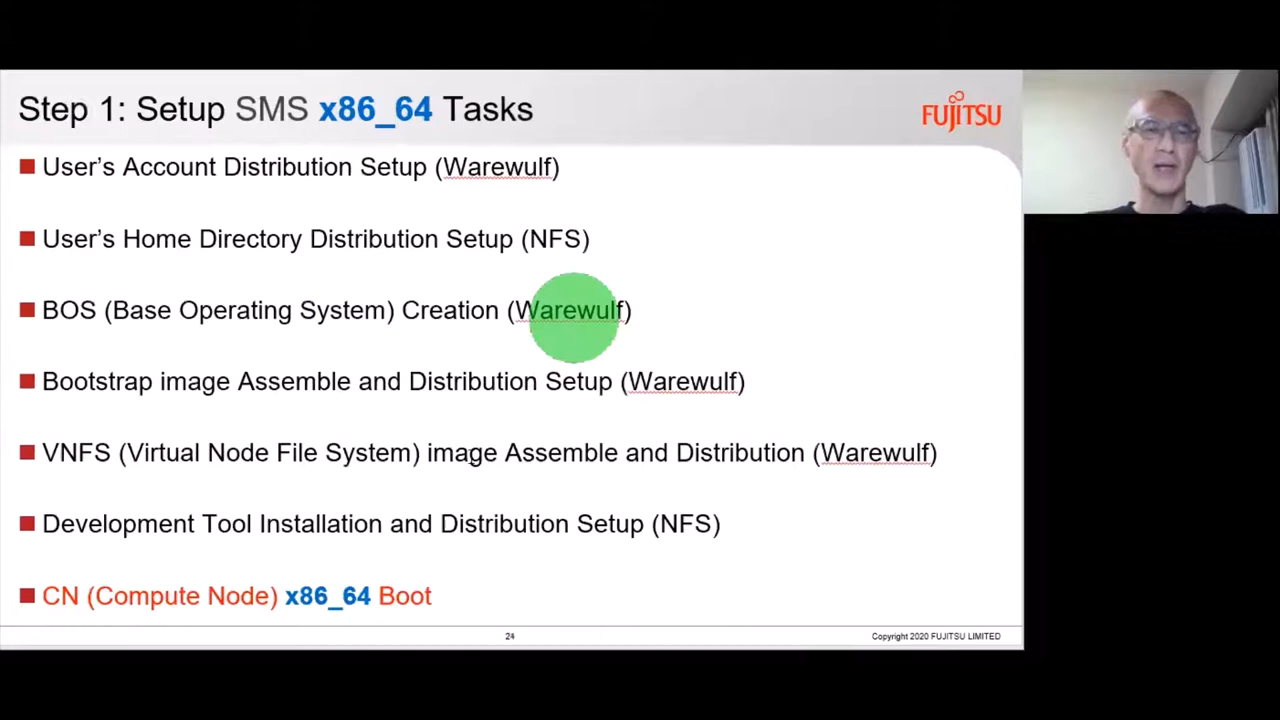 Step 1: Setup SMS x86_64 Tasks
FUJITSU
User's Account Distribution Setup (Warewulf)
User's Home Directory Distribution Setup (NFS)
BOS (Base Operating System) Creation (Warewulf)
Bootstrap image Assemble and Distribution Setup (Warewulf)
VNFS (Virtual Node File System) image Assemble and Distribution (Warewulf)
Development Tool Installation and Distribution Setup (NFS)
CN (Compute Node) x86_64 Boot
24
Copyright 2020 FUJITSU LIMITED